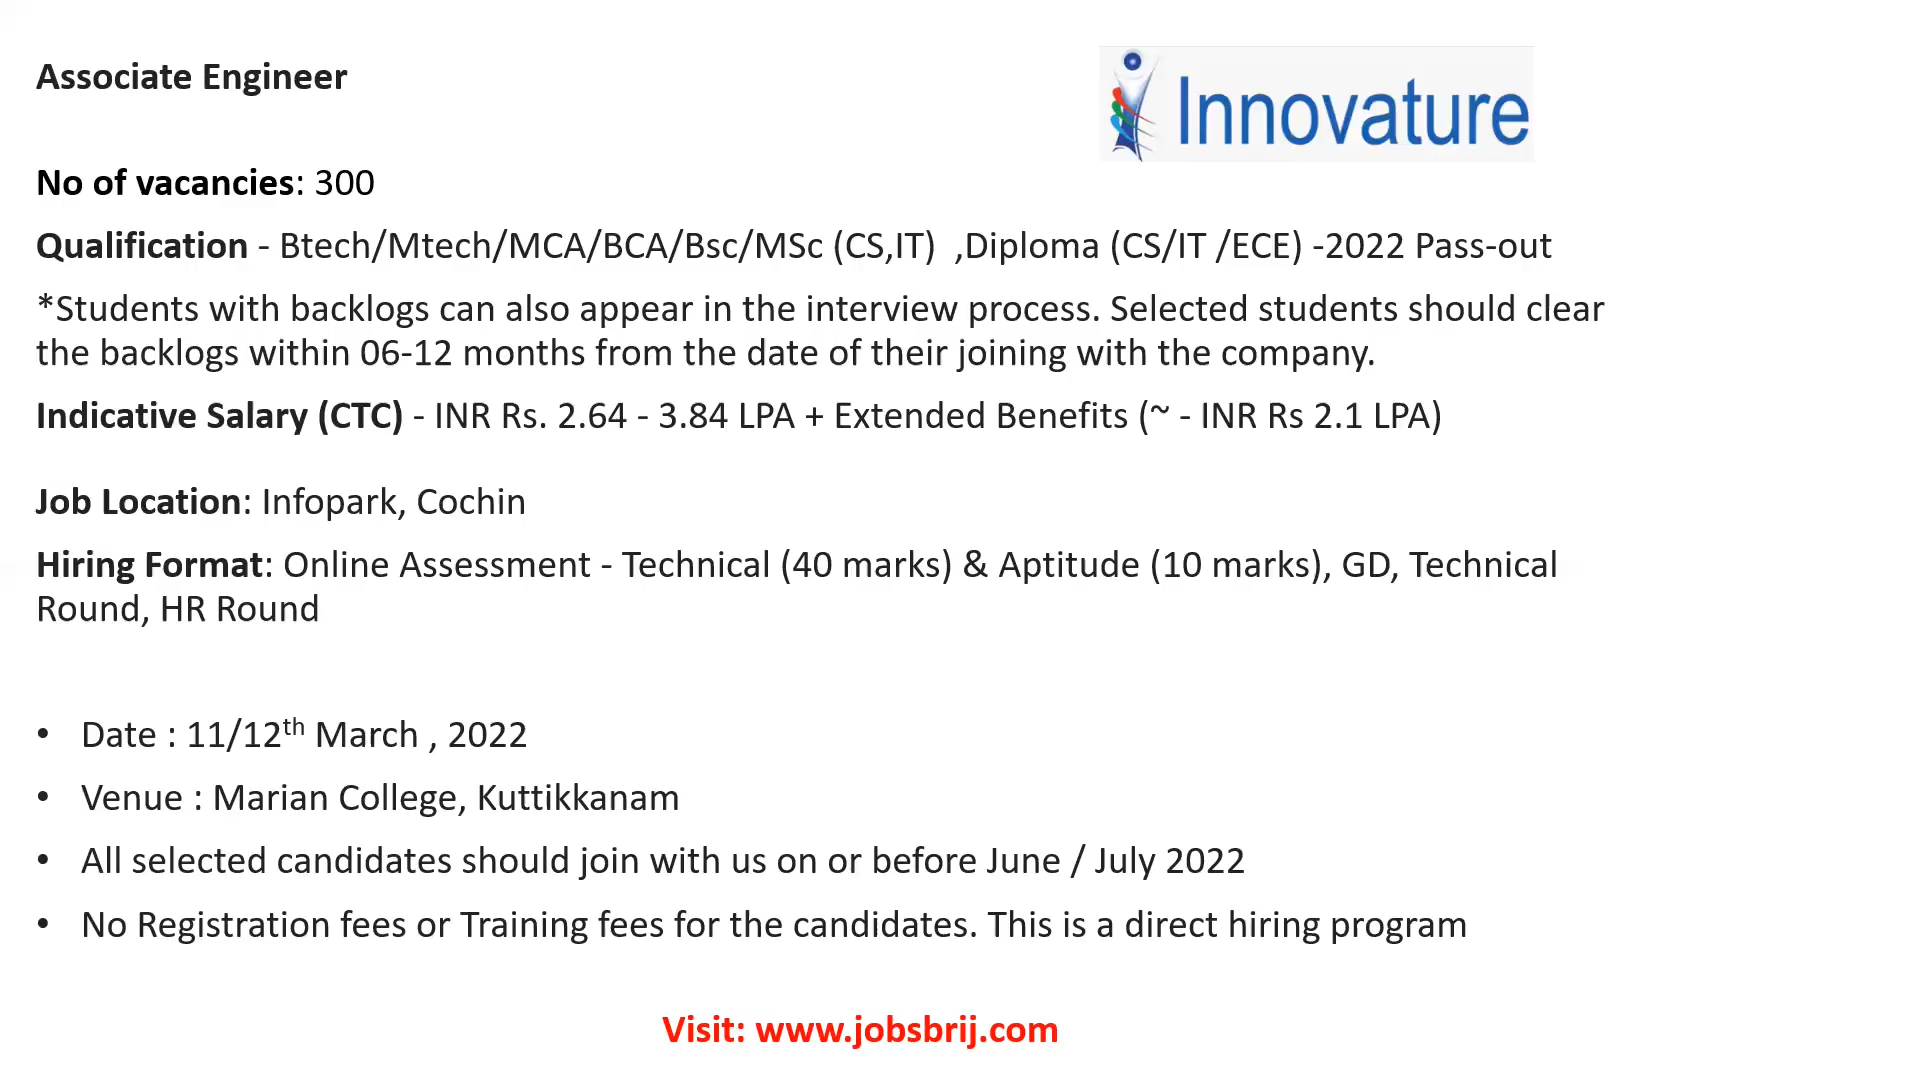 Associate Engineer
Innovature
No of vacancies: 300
Qualification - Btech/Mtech/MCA/BCA/Bsc/MSc (CS,IT)  ,Diploma (CS/IT /ECE) -2022 Pass-out
*Students with backlogs can also appear in the interview process. Selected students should clear
the backlogs within 06-12 months from the date of their joining with the company.
Indicative Salary (CTC) - INR Rs. 2.64 - 3.84 LPA + Extended Benefits (~ - INR Rs 2.1 LPA)
Job Location: Infopark, Cochin
Hiring Format: Online Assessment - Technical (40 marks) & Aptitude (10 marks), GD, Technical
Round, HR Round
• Date : 11/12th March , 2022
• Venue : Marian College, Kuttikkanam
• All selected candidates should join with us on or before June / July 2022
• No Registration fees or Training fees for the candidates. This is a direct hiring program
Visit: www.jobsbrij.com